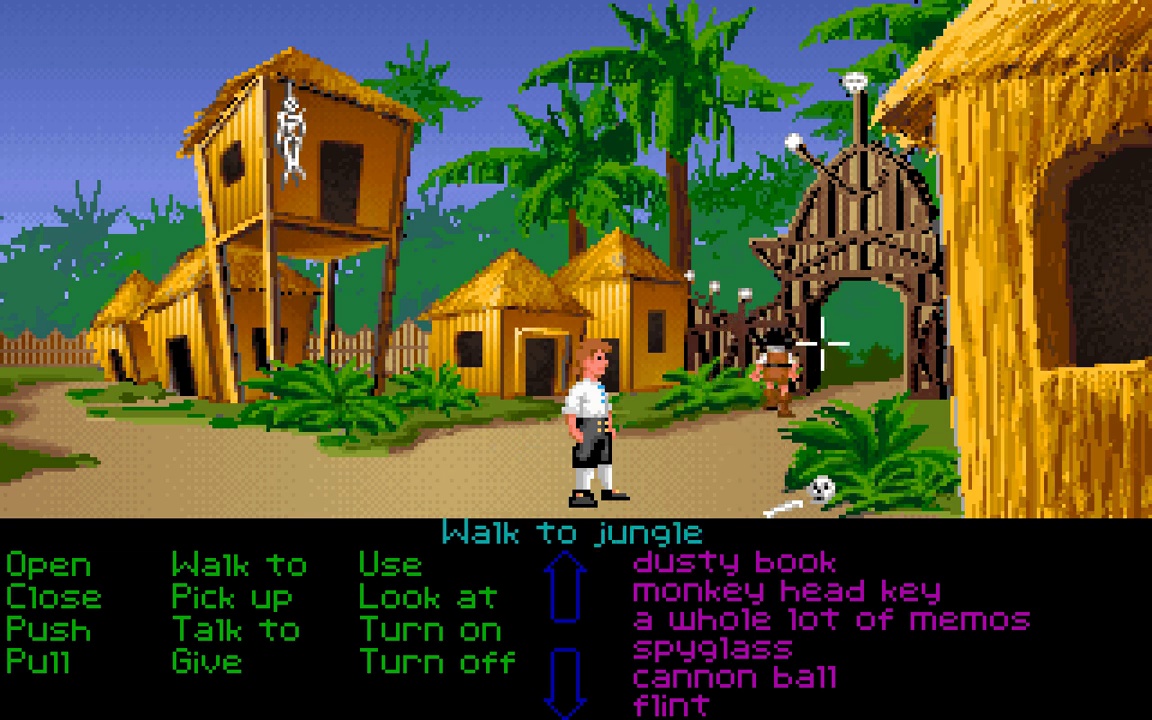 Walk to jungle
Open Walk to Use
Close Pick up Look at
Push Talk to Turn on
Pull Give Turn off
dusty book
monkey head key
a whole lot of memos
spyglass
cannon ball
flint